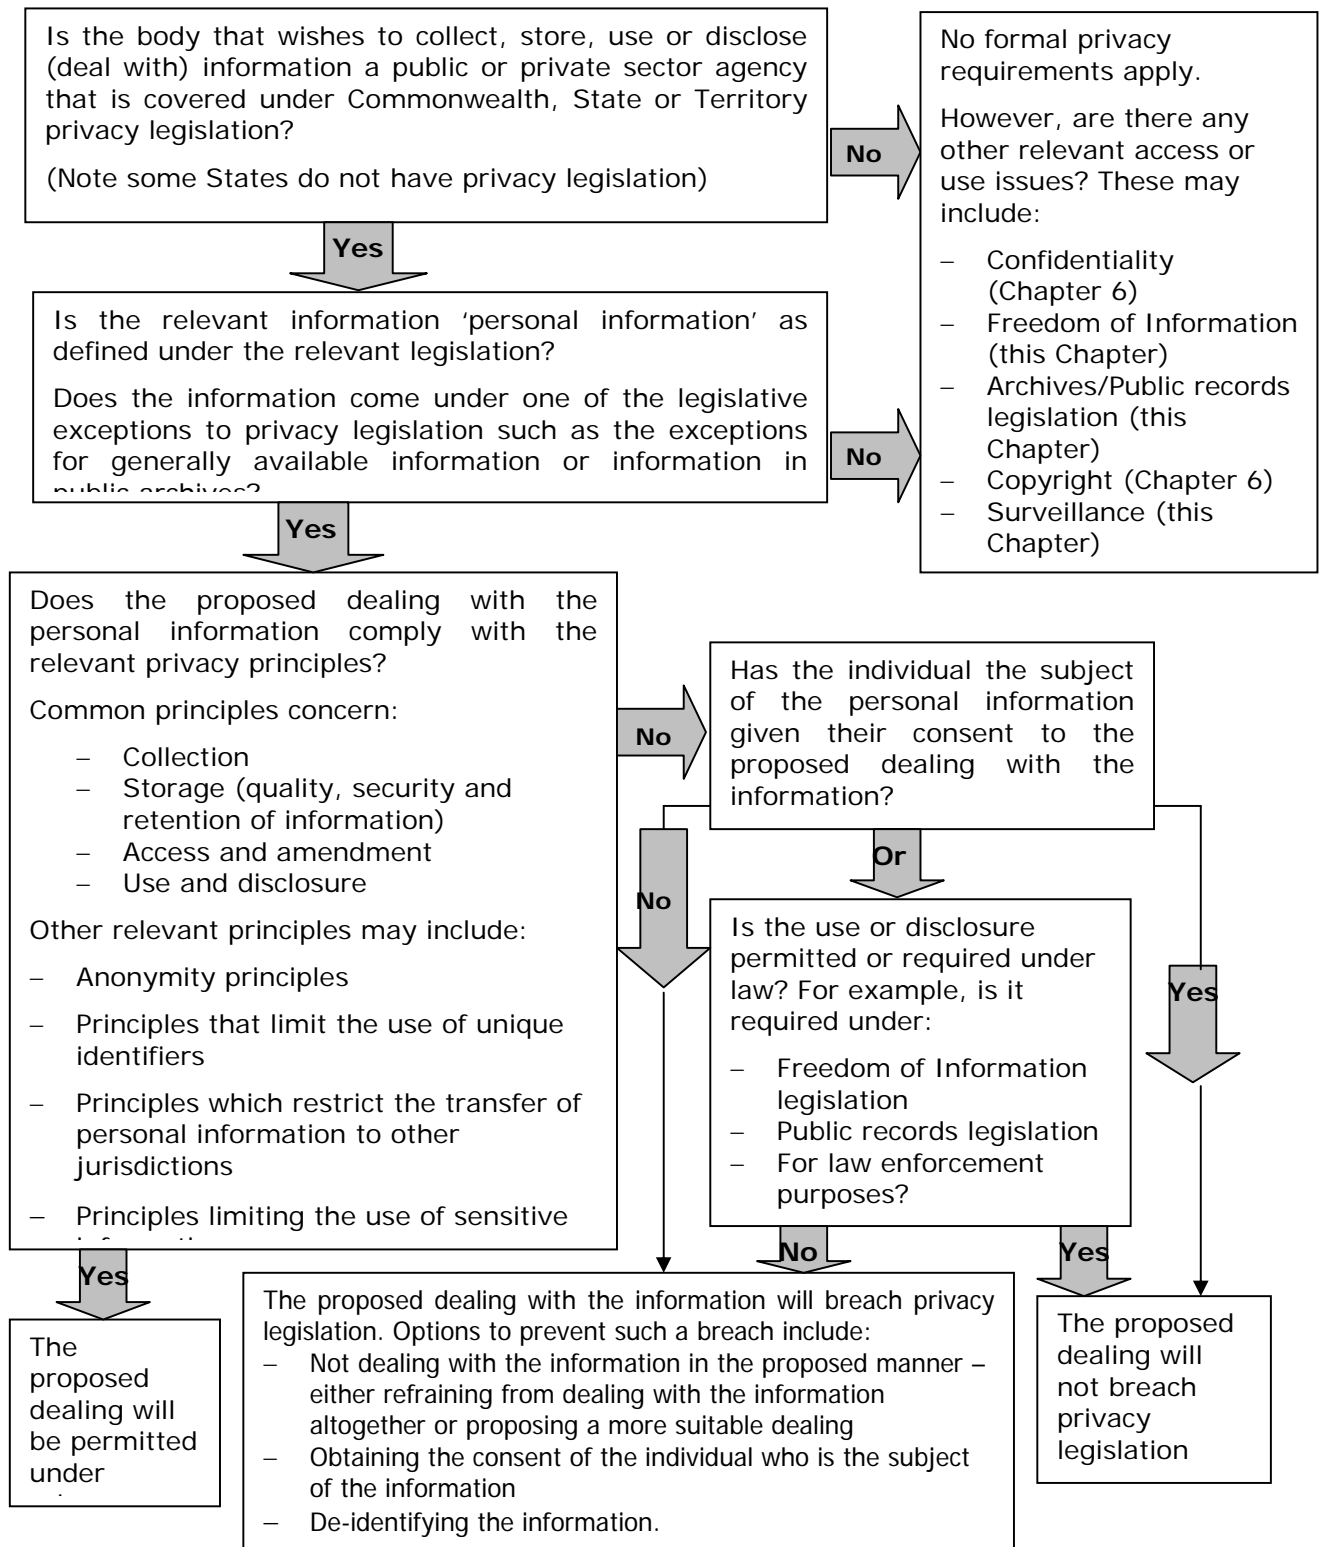 Is the body that wishes to collect, store, use or disclose
(deal with) information a public or private sector agency
that is covered under Commonwealth, State or Territory
privacy legislation?
(Note some States do not have privacy legislation)
No
No formal privacy
requirements apply.
However, are there any
other relevant access or
use issues? These may
include:
– Confidentiality
(Chapter 6)
– Freedom of Information
(this Chapter)
– Archives/Public records
legislation (this
Chapter)
– Copyright (Chapter 6)
– Surveillance (this
Chapter)
Yes
Is the relevant information ‘personal information’ as
defined under the relevant legislation?
Does the information come under one of the legislative
exceptions to privacy legislation such as the exceptions
for generally available information or information in
public archives?
No
Yes
Does the proposed dealing with the
personal information comply with the
relevant privacy principles?
Common principles concern:
– Collection
– Storage (quality, security and
retention of information)
– Access and amendment
– Use and disclosure
Other relevant principles may include:
– Anonymity principles
– Principles that limit the use of unique
identifiers
– Principles which restrict the transfer of
personal information to other
jurisdictions
– Principles limiting the use of sensitive
No
Has the individual the subject
of the personal information
given their consent to the
proposed dealing with the
information?
No
Or
Yes
Is the use or disclosure
permitted or required under
law? For example, is it
required under:
– Freedom of Information
legislation
– Public records legislation
– For law enforcement
purposes?
Yes
No
Yes
The
proposed
dealing will
be permitted
under
The proposed dealing with the information will breach privacy
legislation. Options to prevent such a breach include:
– Not dealing with the information in the proposed manner –
either refraining from dealing with the information
altogether or proposing a more suitable dealing
– Obtaining the consent of the individual who is the subject
of the information
– De-identifying the information.
The proposed
dealing will
not breach
privacy
legislation